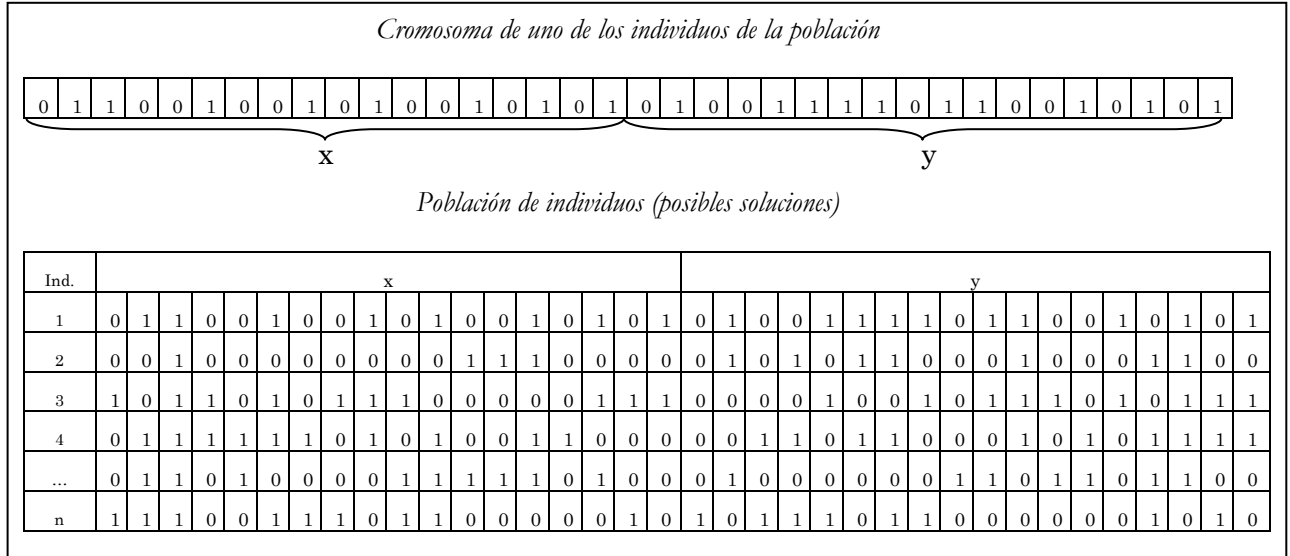 Cromosoma de uno de los individuos de la población
0 1 1 0 0 1 0 0 1 0 1 0 0 1 0 1 0 1 0 1 0 0 1 1 1 1 0 1 1 0 0 1 0 1 0 1
x y
Población de individuos (posibles soluciones)
Ind. x y
1 0 1 1 0 0 1 0 0 1 0 1 0 0 1 0 1 0 1 0 1 0 0 1 1 1 1 0 1 1 0 0 1 0 1 0 1
2 0 0 1 0 0 0 0 0 0 0 0 1 1 1 0 0 0 0 0 1 0 1 0 1 1 0 0 0 1 0 0 0 1 1 0 0
3 1 0 1 1 0 1 0 1 1 1 0 0 0 0 0 1 1 1 0 0 0 0 1 0 0 1 0 1 1 1 0 1 0 1 1 1
4 0 1 1 1 1 1 1 0 1 0 1 0 0 1 1 0 0 0 0 0 1 1 0 1 1 0 0 0 1 0 1 0 1 1 1 1
... 0 1 1 0 1 0 0 0 0 1 1 1 1 1 0 1 0 0 0 1 0 0 0 0 0 0 1 1 0 1 1 0 1 1 0 0
n 1 1 1 0 0 1 1 1 0 1 1 0 0 0 0 0 1 0 1 0 1 1 1 0 1 1 0 0 0 0 0 0 1 0 1 0